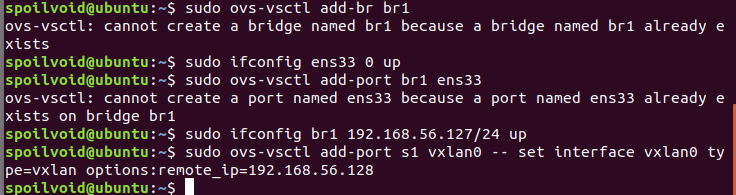 spoilvoid@ubuntu:~$ sudo ovs-vsctl add-br br1
ovs-vsctl: cannot create a bridge named br1 because a bridge named br1 already e
xists
spoilvoid@ubuntu:~$ sudo ifconfig ens33 0 up
spoilvoid@ubuntu:~$ sudo ovs-vsctl add-port br1 ens33
ovs-vsctl: cannot create a port named ens33 because a port named ens33 already e
xists on bridge br1
spoilvoid@ubuntu:~$ sudo ifconfig br1 192.168.56.127/24 up
spoilvoid@ubuntu:~$ sudo ovs-vsctl add-port s1 vxlan0 -- set interface vxlan0 ty
pe=vxlan options:remote_ip=192.168.56.128
spoilvoid@ubuntu:~$